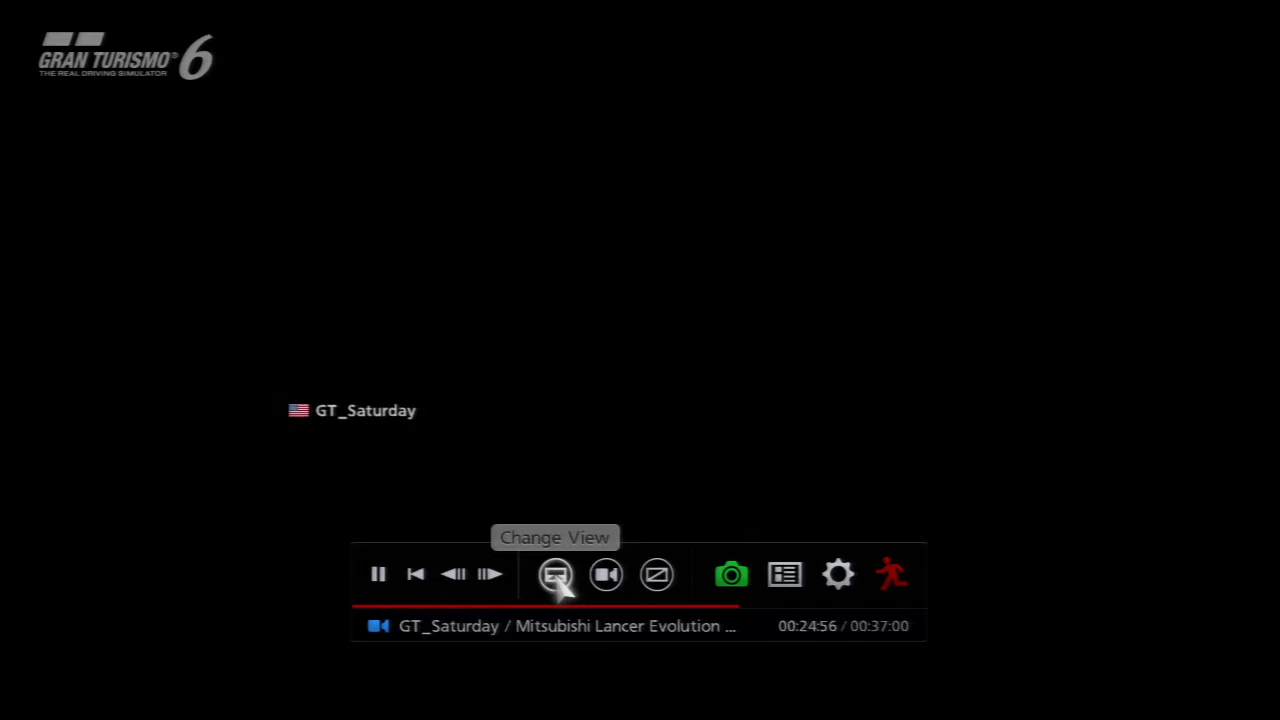 GRAN TURISMO® 6
THE REAL DRIVING SIMULATOR
GT_Saturday
Change View
GT_Saturday / Mitsubishi Lancer Evolution ...
00:24:56 / 00:37:00